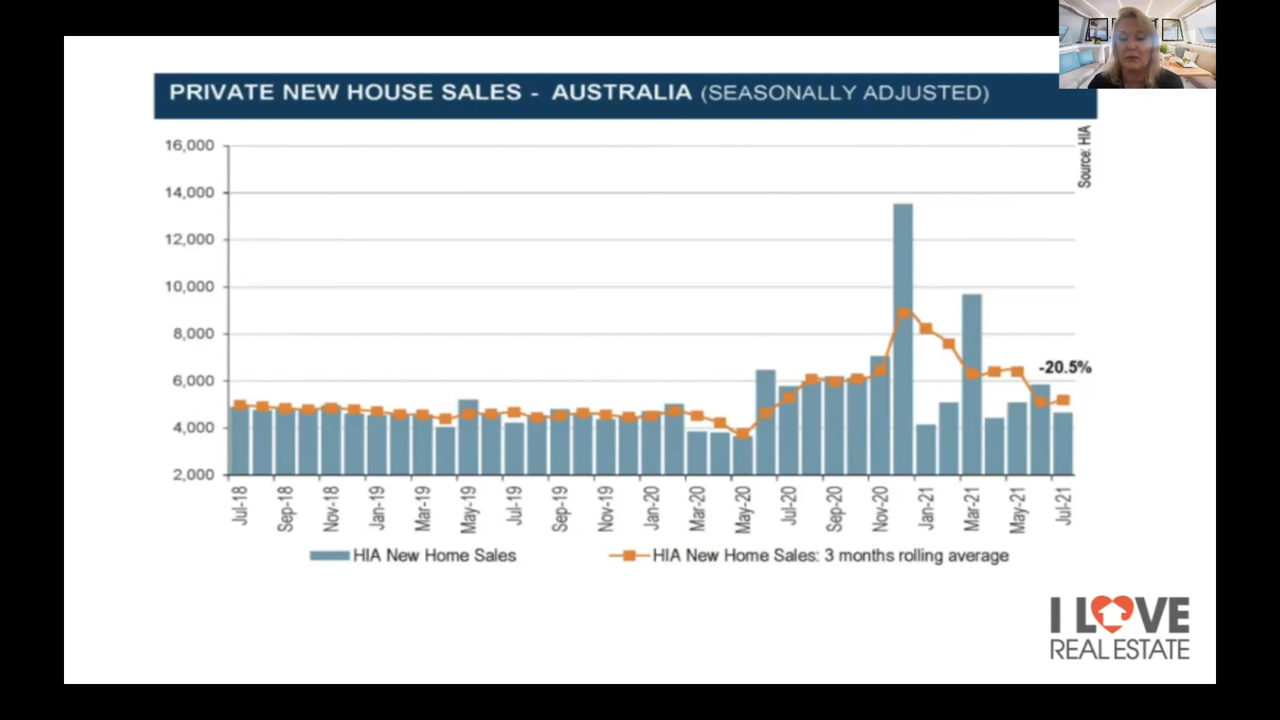 PRIVATE NEW HOUSE SALES - AUSTRALIA (SEASONALLY ADJUSTED)
Source: HIA
16,000
14,000
12,000
10,000
8,000
6,000
4,000
2,000
-20.5%
Jul-18
Sep-18
Nov-18
Jan-19
Mar-19
May-19
Jul-19
Sep-19
Nov-19
Jan-20
Mar-20
May-20
Jul-20
Sep-20
Nov-20
Jan-21
Mar-21
May-21
Jul-21
HIA New Home Sales
HIA New Home Sales: 3 months rolling average
I LOVE
REAL ESTATE